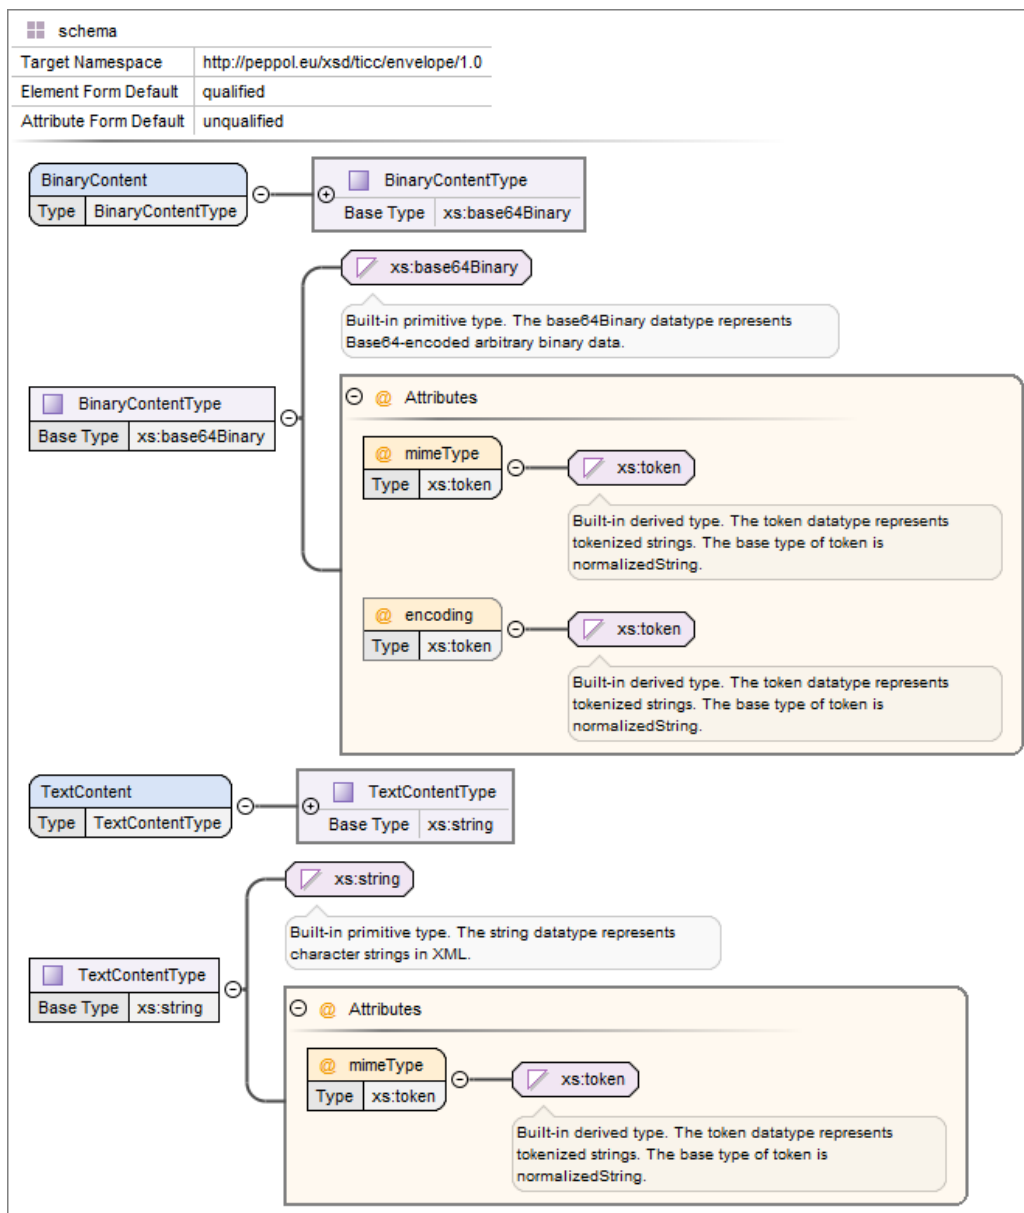 schema
Target Namespace http://peppol.eu/xsd/ticc/envelope/1.0
Element Form Default qualified
Attribute Form Default unqualified
BinaryContent
Type BinaryContentType
BinaryContentType
Base Type xs:base64Binary
xs:base64Binary
Built-in primitive type. The base64Binary datatype represents
Base64-encoded arbitrary binary data.
BinaryContentType
Base Type xs:base64Binary
@ Attributes
@ mimeType
Type xs:token
xs:token
Built-in derived type. The token datatype represents
tokenized strings. The base type of token is
normalizedString.
@ encoding
Type xs:token
xs:token
Built-in derived type. The token datatype represents
tokenized strings. The base type of token is
normalizedString.
TextContent
Type TextContentType
TextContentType
Base Type xs:string
xs:string
Built-in primitive type. The string datatype represents
character strings in XML.
TextContentType
Base Type xs:string
@ Attributes
@ mimeType
Type xs:token
xs:token
Built-in derived type. The token datatype represents
tokenized strings. The base type of token is
normalizedString.